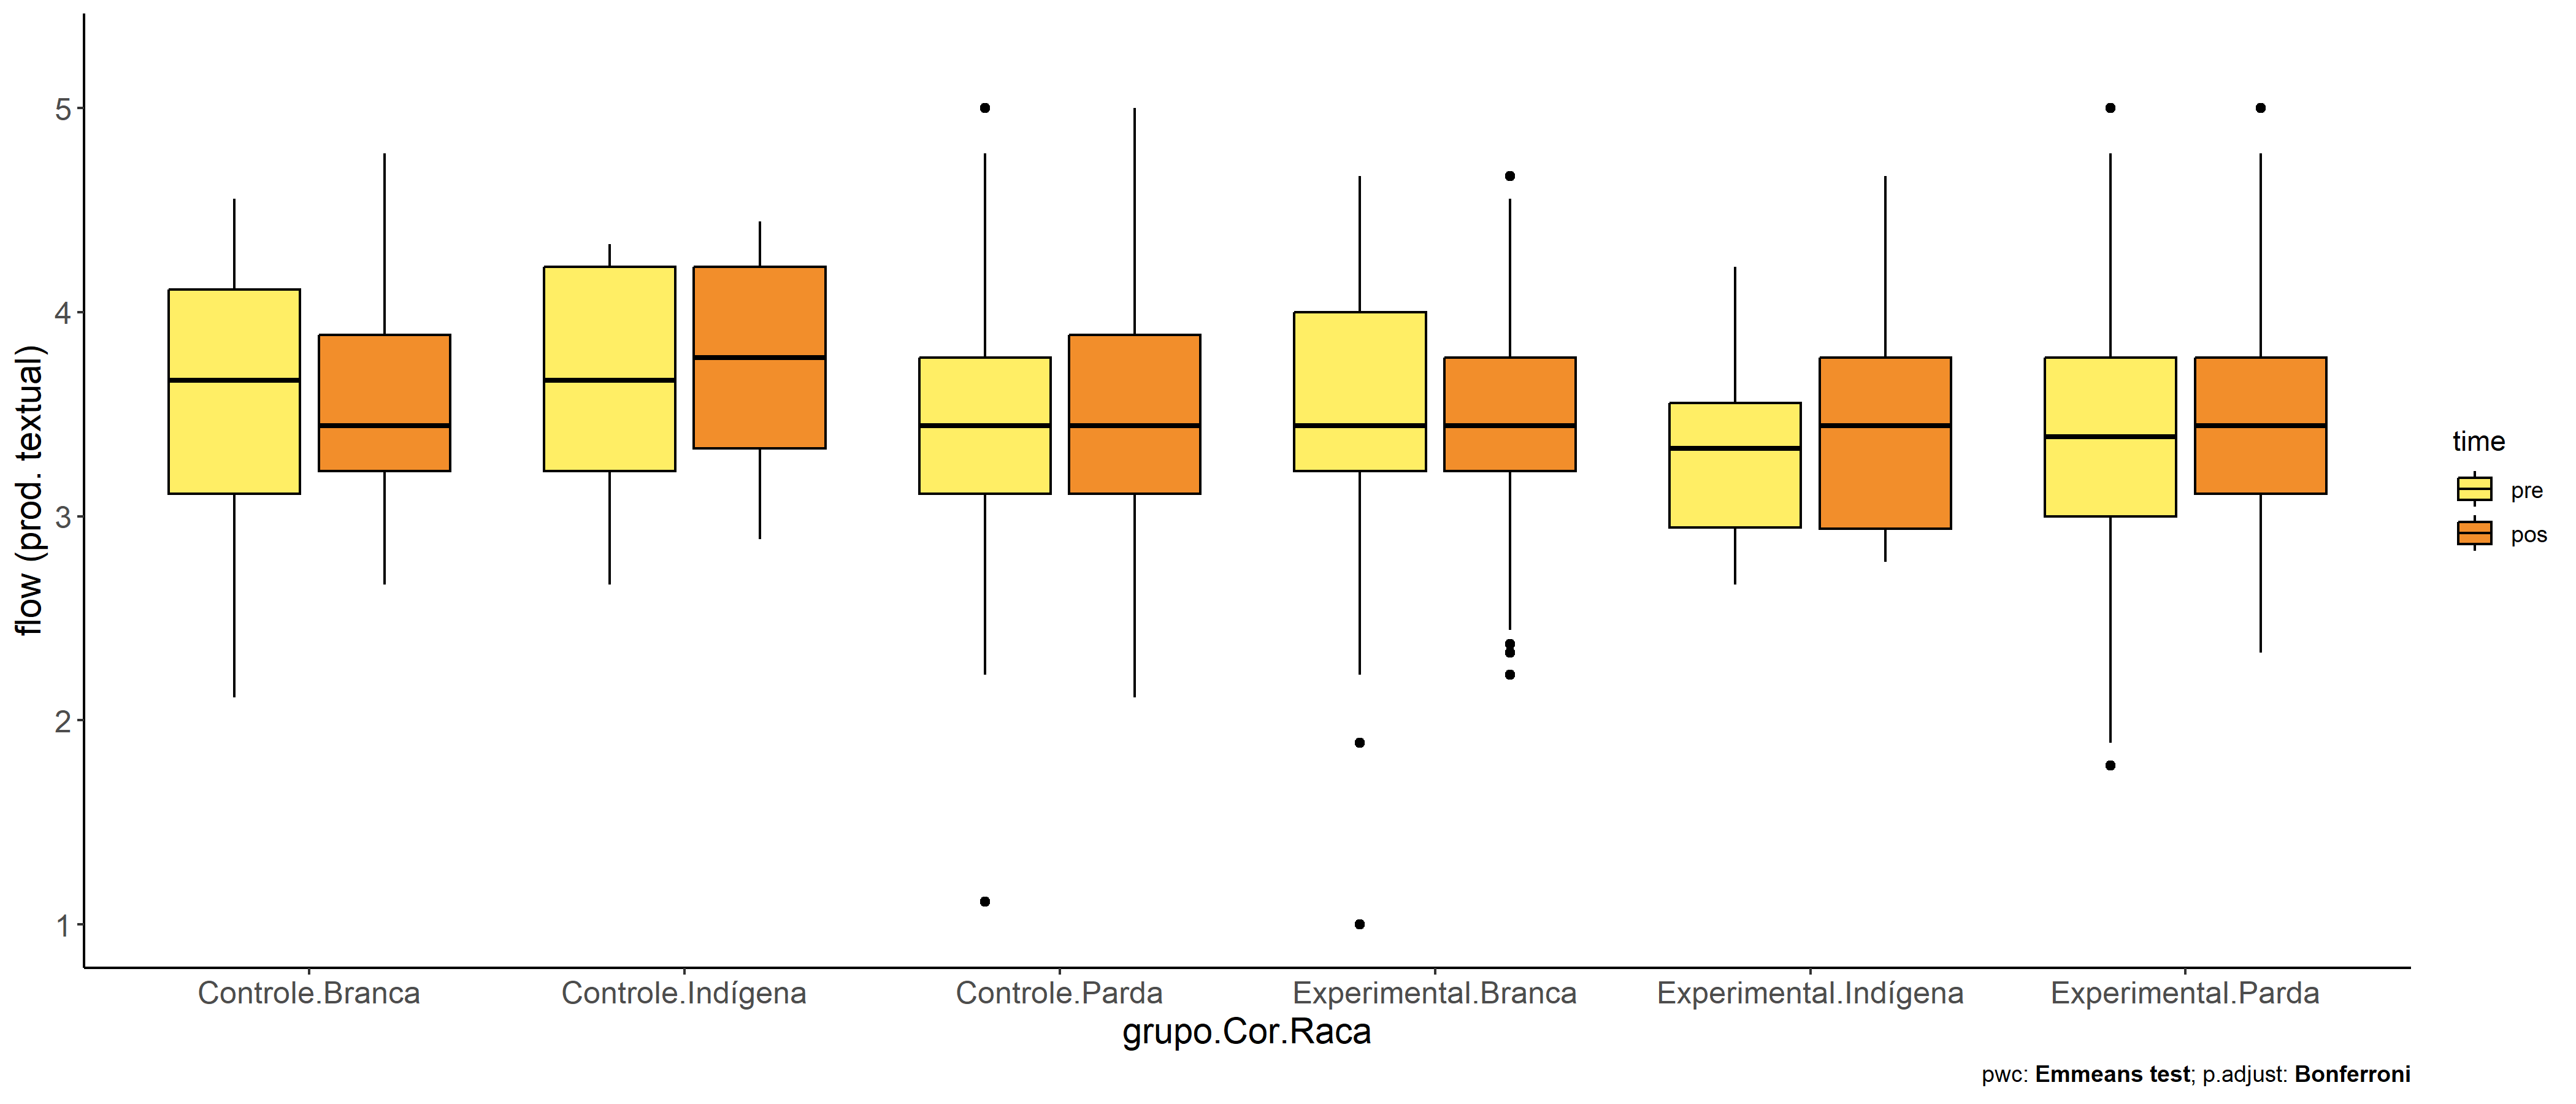 flow (prod. textual)
5
4
3
2
1
Controle.Branca
Controle.Indígena
Controle.Parda
Experimental.Branca
Experimental.Indígena
Experimental.Parda
grupo.Cor.Raca
time
pre
pos
pwc: Emmeans test; p.adjust: Bonferroni